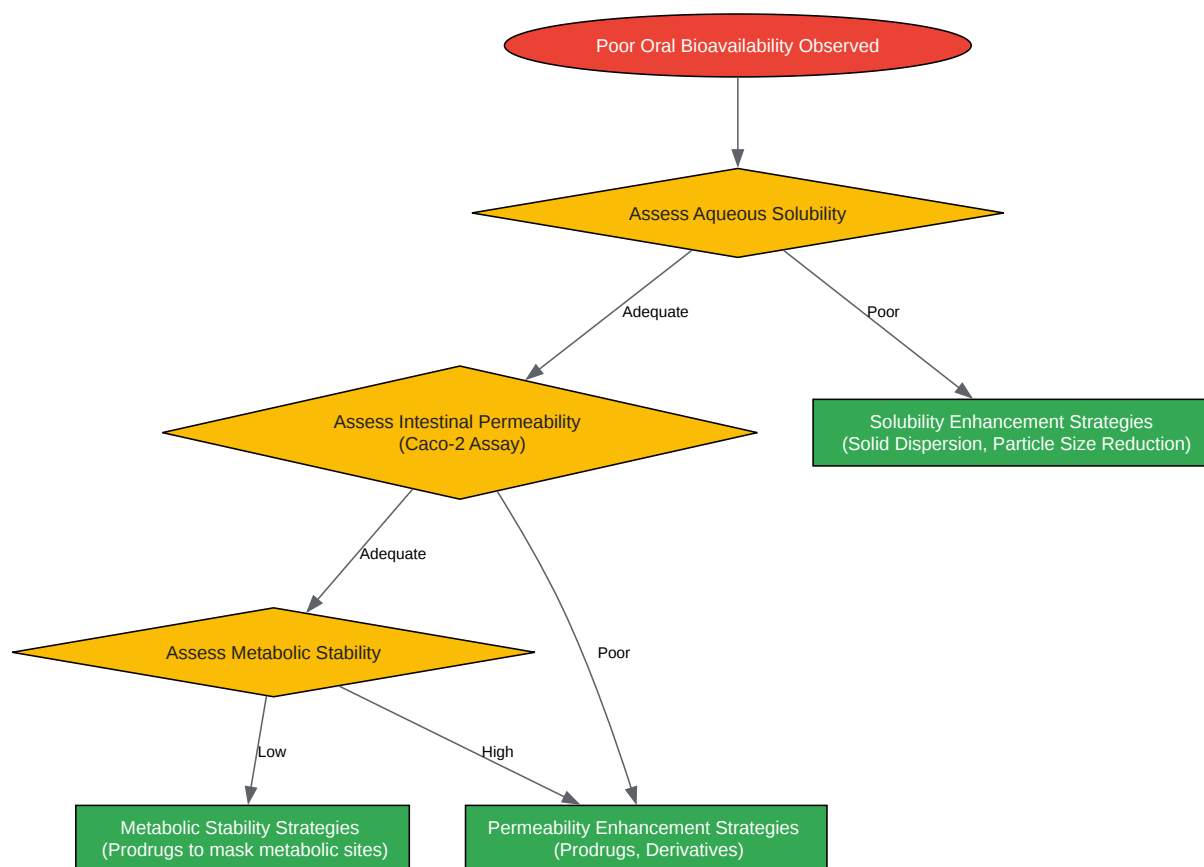 Poor Oral Bioavailability Observed
Assess Aqueous Solubility
Adequate
Poor
Assess Intestinal Permeability
(Caco-2 Assay)
Solubility Enhancement Strategies
(Solid Dispersion, Particle Size Reduction)
Adequate
Poor
Assess Metabolic Stability
Low
High
Metabolic Stability Strategies
(Prodrugs to mask metabolic sites)
Permeability Enhancement Strategies
(Prodrugs, Derivatives)